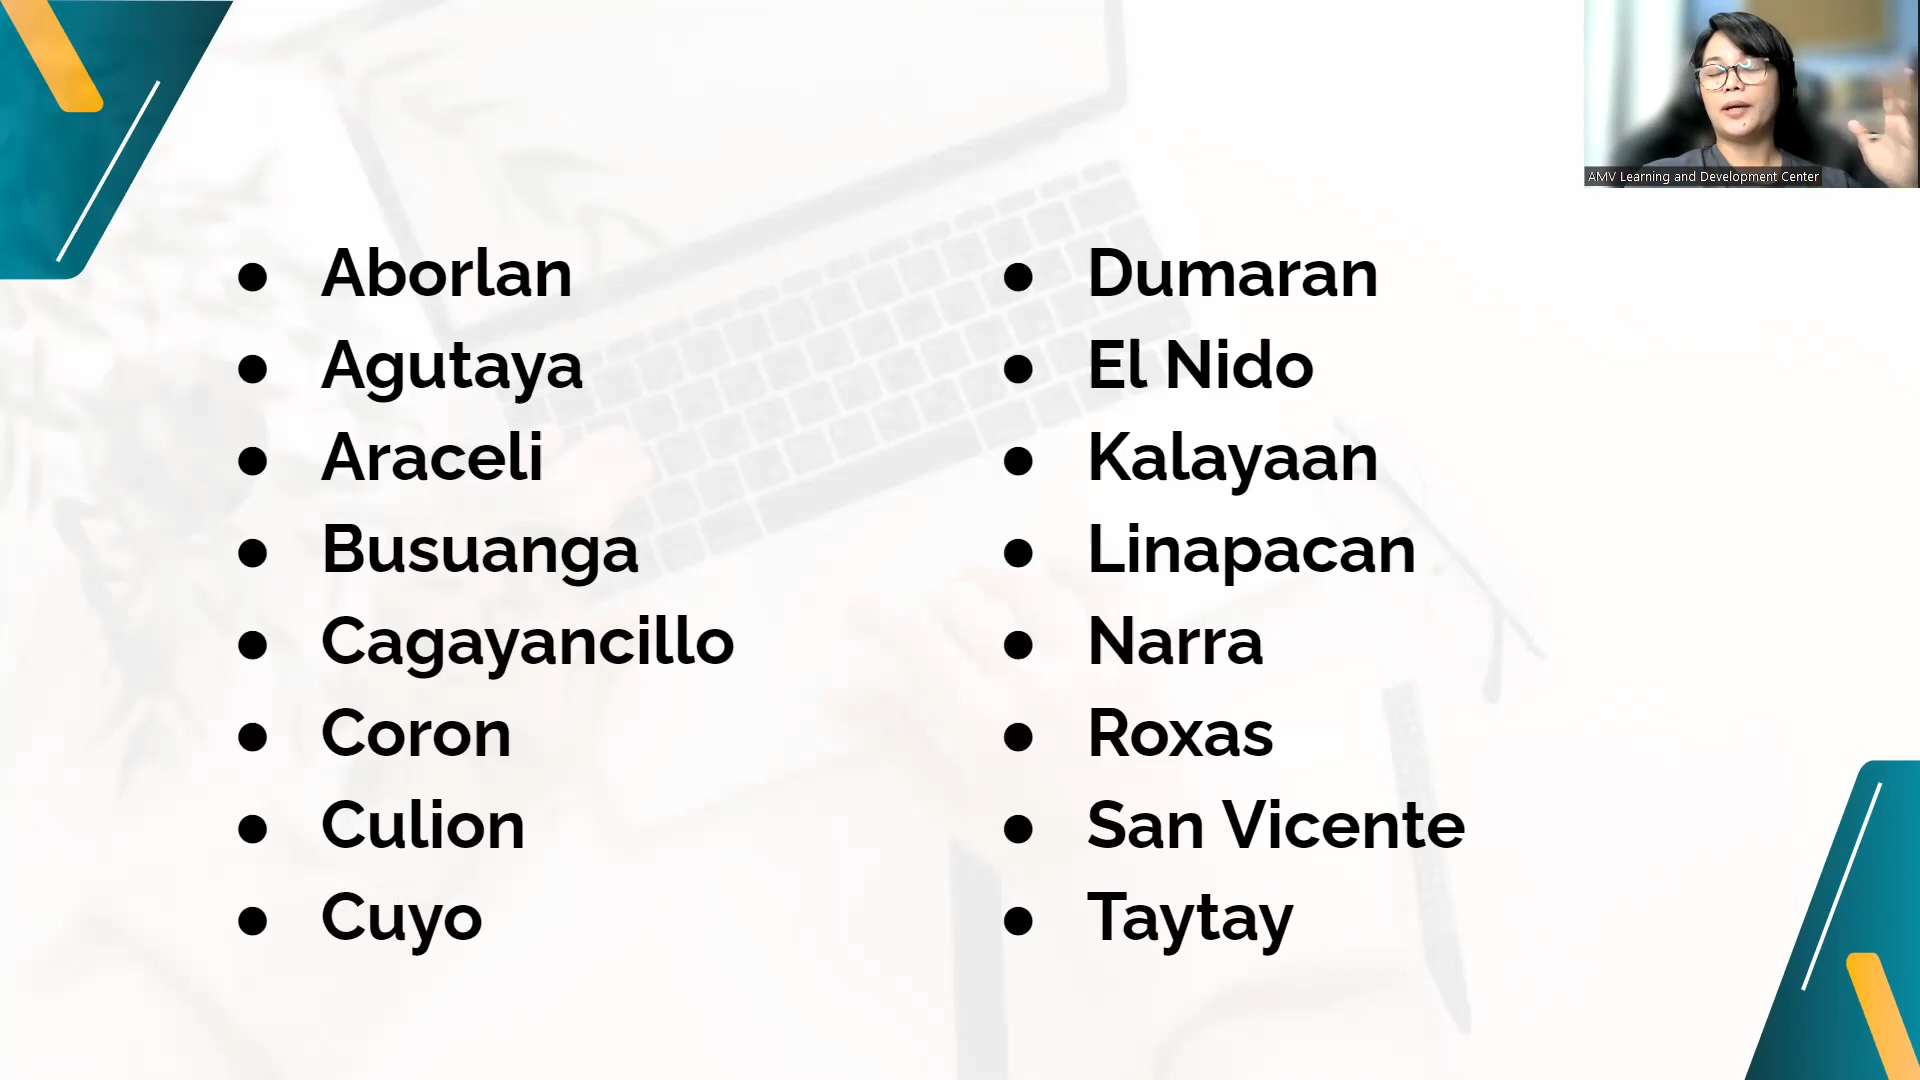 AMV Learning and Development Center
● Aborlan
● Agutaya
● Araceli
● Busuanga
● Cagayancillo
● Coron
● Culion
● Cuyo
● Dumaran
● El Nido
● Kalayaan
● Linapacan
● Narra
● Roxas
● San Vicente
● Taytay